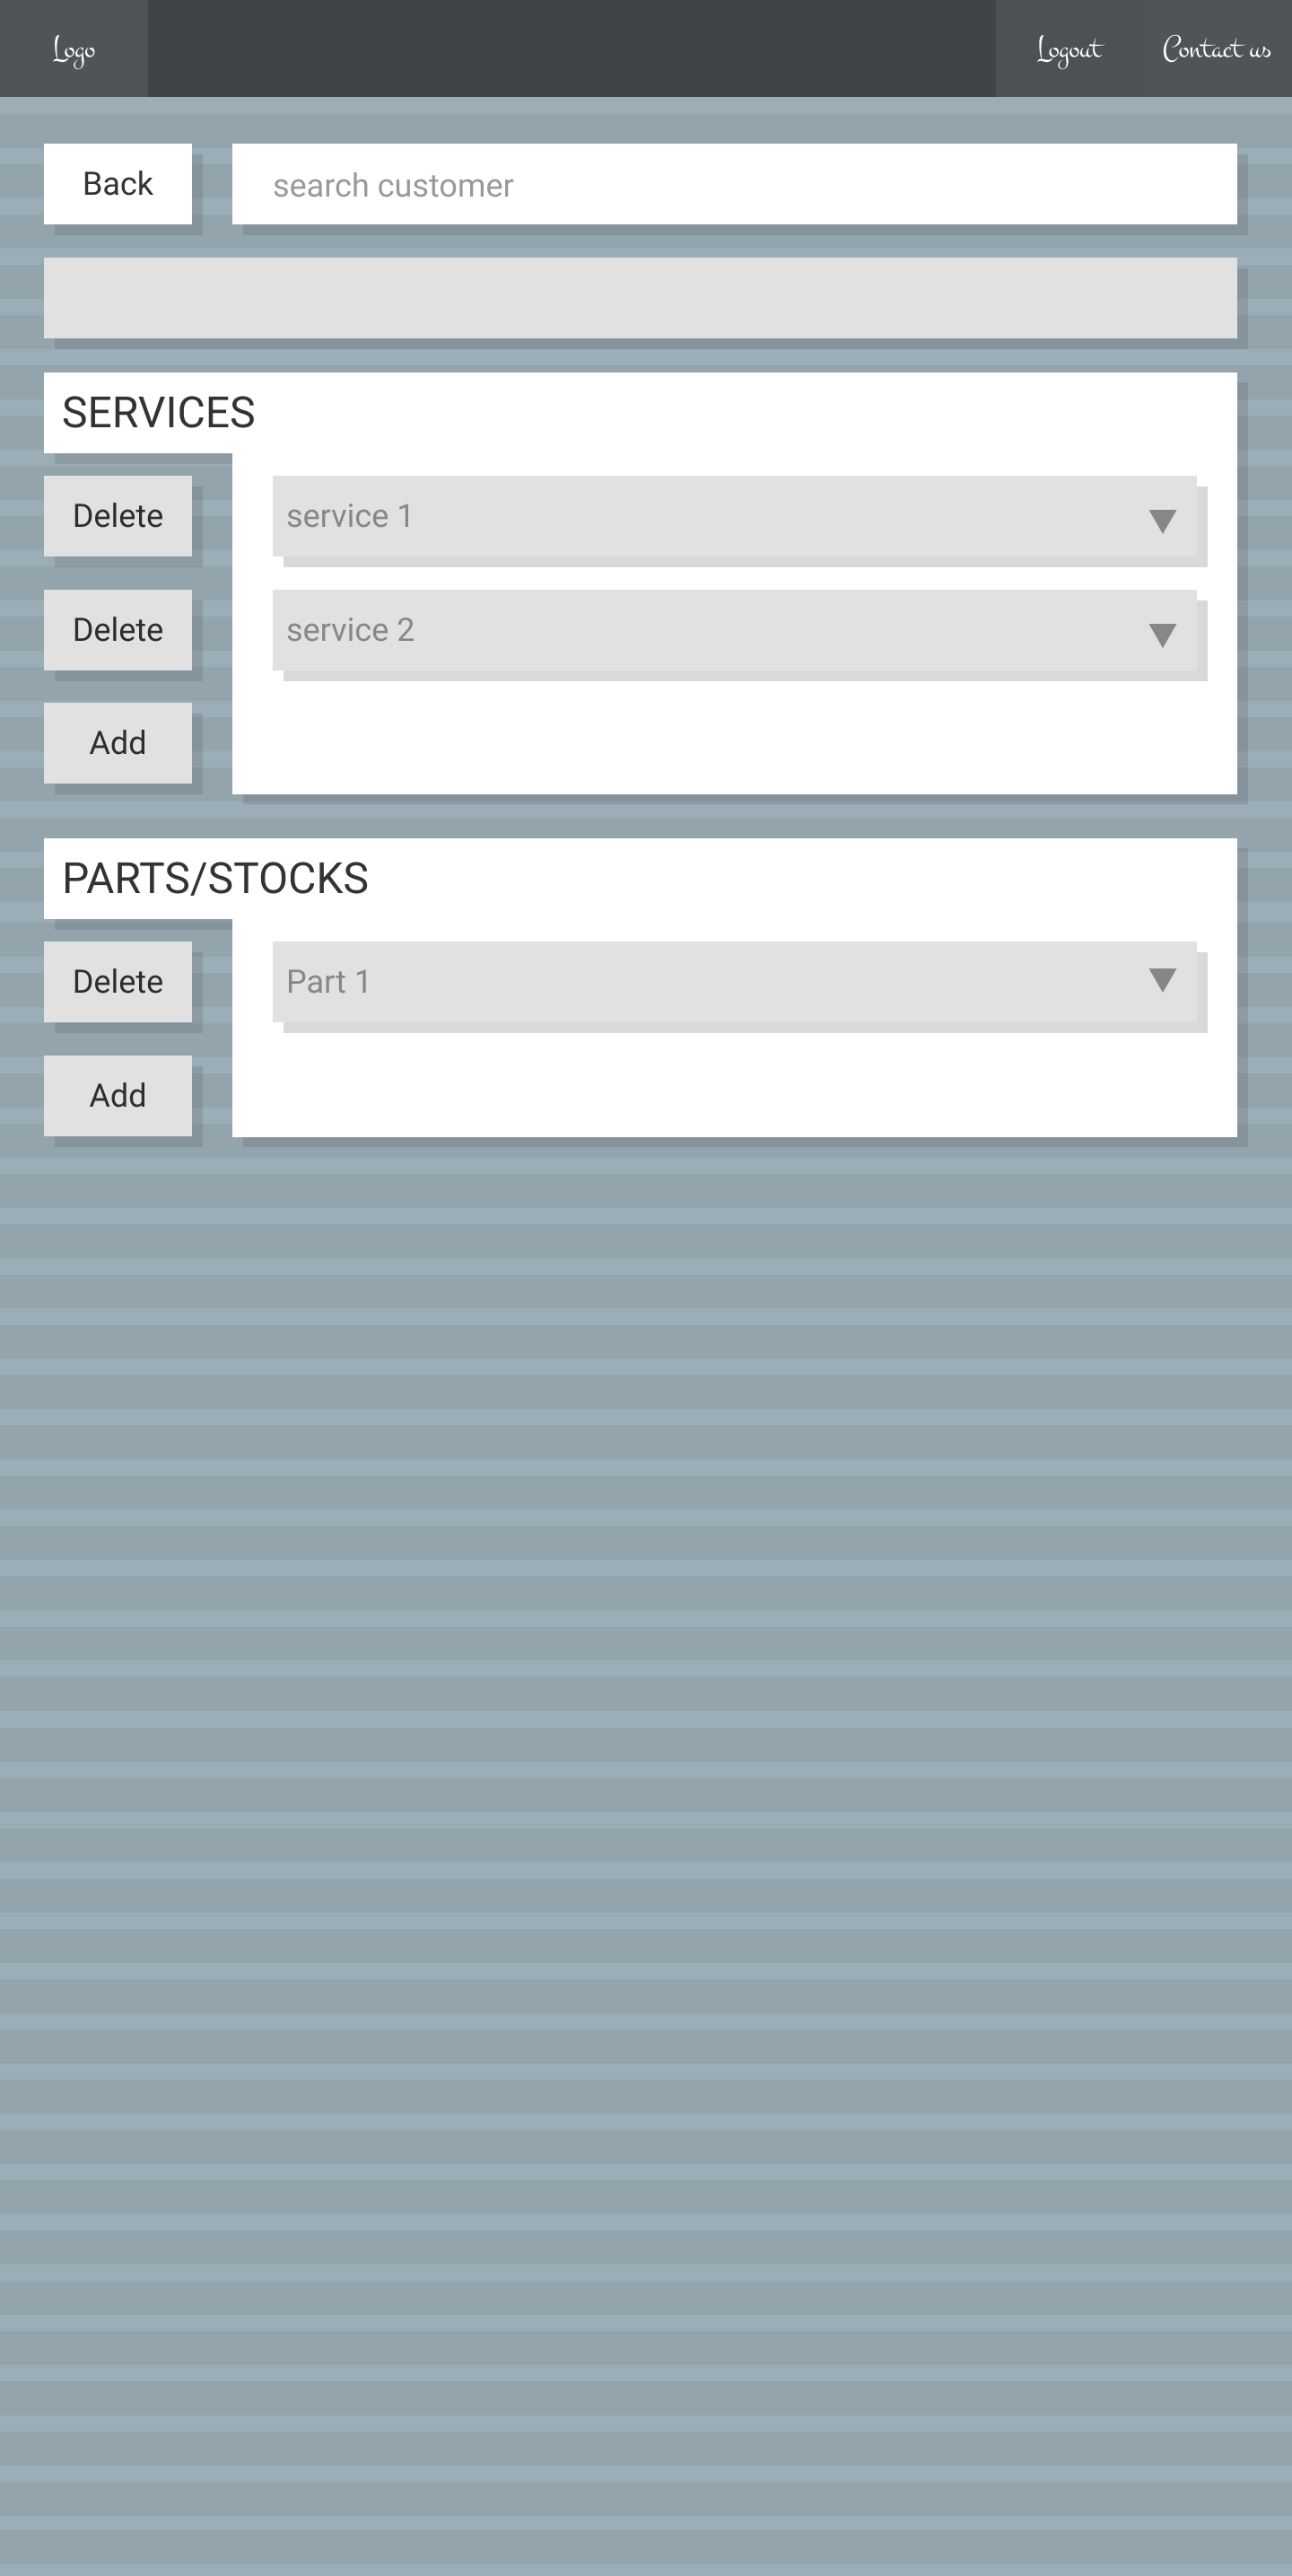 Logo
Logout
Contact us
Back
search customer
SERVICES
Delete
service 1
Delete
service 2
Add
PARTS/STOCKS
Delete
Part 1
Add